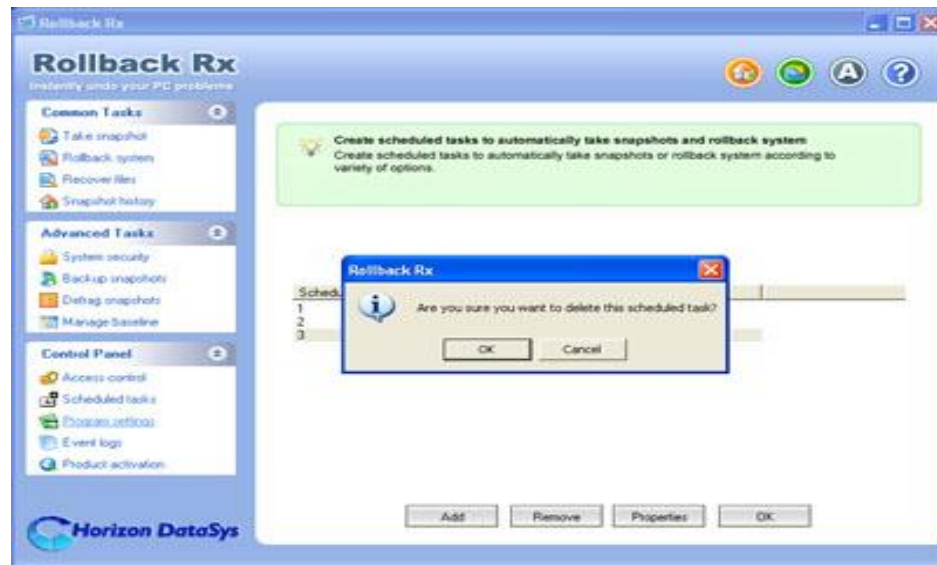 Rollback Rx
Rollback Rx
Instantly undo your PC problems
Common Tasks
Take snapshot
Rollback system
Recover files
Snapshot history
Advanced Tasks
System security
Backup snapshots
Defrag snapshots
Manage baseline
Control Panel
Access control
Scheduled tasks
Program settings
Event logs
Product activation
Horizon DataSys
A ?
Create scheduled tasks to automatically take snapshots and rollback system
Create scheduled tasks to automatically take snapshots or rollback system according to
variety of options.
Sched
1
2
3
Rollback Rx
Are you sure you want to delete this scheduled task?
OK Cancel
Add Remove Properties OK